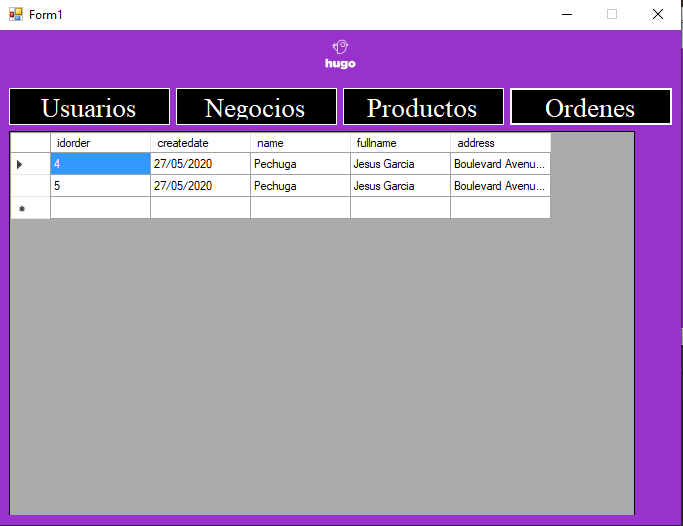 Form1
hugo
Usuarios Negocios Productos Ordenes
idorder createdate name fullname address
4 27/05/2020 Pechuga Jesus Garcia Boulevard Avenu...
5 27/05/2020 Pechuga Jesus Garcia Boulevard Avenu...